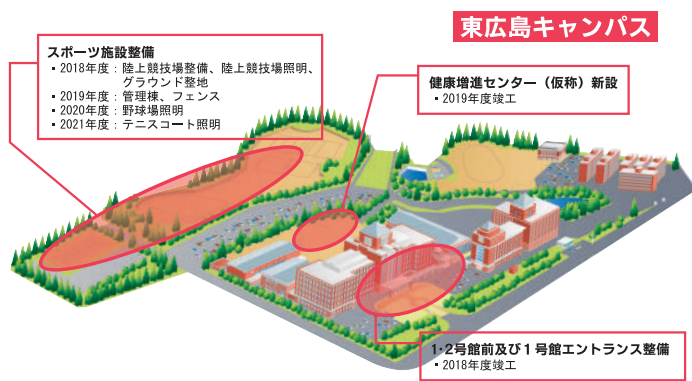 東広島キャンパス
スポーツ施設整備
・2018年度：陸上競技場整備、陸上競技場照明、
グラウンド整地
・2019年度：管理棟、フェンス
・2020年度：野球場照明
・2021年度：テニスコート照明
健康増進センター（仮称）新設
・2019年度竣工
1・2号館前及び１号館エントランス整備
・2018年度竣工